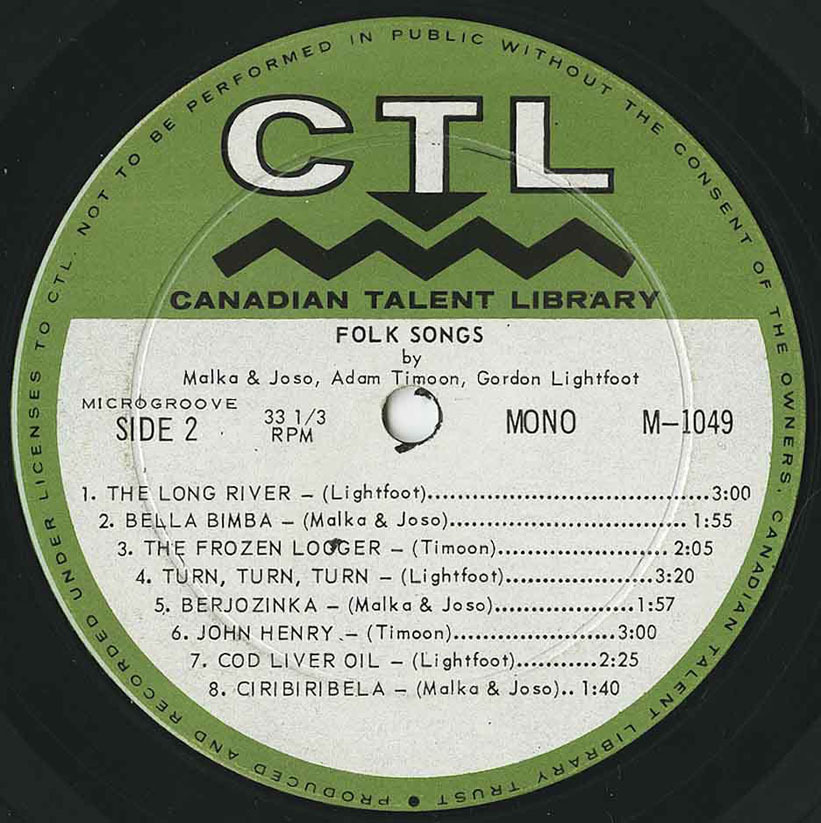 NOT TO BE PERFORMED IN PUBLIC WITHOUT THE CONSENT OF THE OWNERS, CANADIAN TALENT LIBRARY TRUST • PRODUCED AND RECORDED UNDER LICENSES TO CTL.
CTL
CANADIAN TALENT LIBRARY
FOLK SONGS
by
Malka & Joso, Adam Timoon, Gordon Lightfoot
MICROGROOVE
SIDE 2 33 1/3 RPM MONO M-1049
1. THE LONG RIVER – (Lightfoot)......................................3:00
2. BELLA BIMBA – (Malka & Joso)................................ 1:55
3. THE FROZEN LOGGER – (Timoon)....................... 2:05
4. TURN, TURN, TURN – (Lightfoot)....................3:20
5. BERJOZINKA – (Malka & Joso)...................1:57
6. JOHN HENRY – (Timoon)......................3:00
7. COD LIVER OIL – (Lightfoot)...........2:25
8. CIRIBIRIBELA – (Malka & Joso).. 1:40